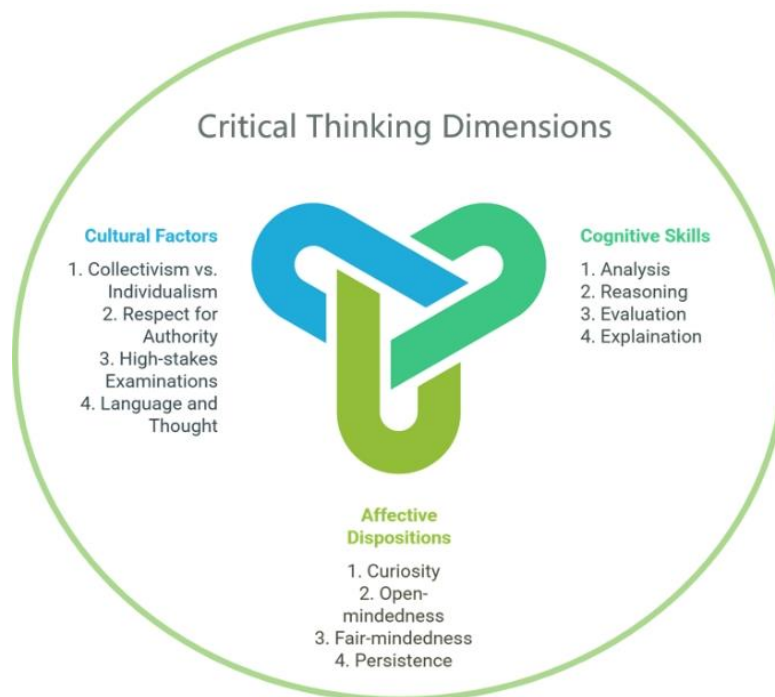 Critical Thinking Dimensions
Cultural Factors
1. Collectivism vs.
Individualism
2. Respect for
Authority
3. High-stakes
Examinations
4. Language and
Thought
Cognitive Skills
1. Analysis
2. Reasoning
3. Evaluation
4. Explaination
Affective
Dispositions
1. Curiosity
2. Open-
mindedness
3. Fair-mindedness
4. Persistence